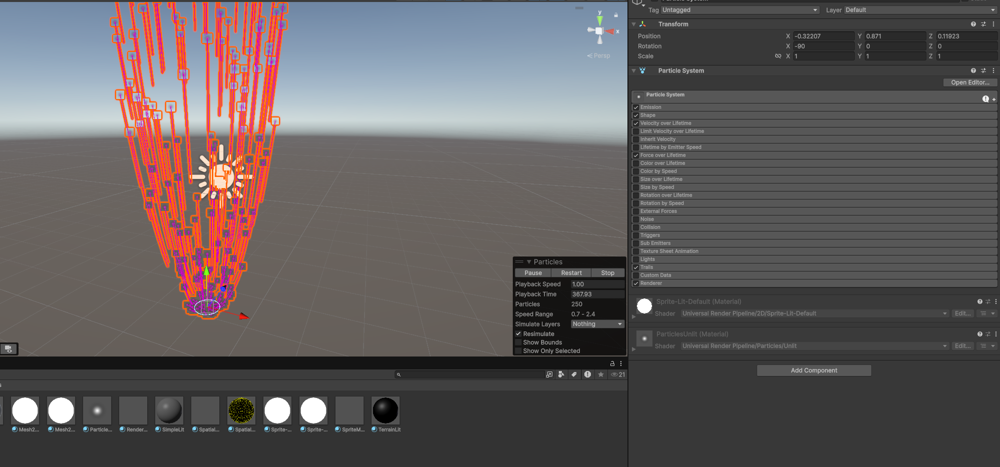 Tag Untagged Layer Default
Transform
Position X -0.32207 Y 0.871 Z 0.11923
Rotation X -90 Y 0 Z 0
Scale X 1 Y 1 Z 1
Particle System
Open Editor...
Particle System
Emission
Shape
Velocity over Lifetime
Limit Velocity over Lifetime
Inherit Velocity
Lifetime by Emitter Speed
Force over Lifetime
Color over Lifetime
Color by Speed
Size over Lifetime
Size by Speed
Rotation over Lifetime
Rotation by Speed
External Forces
Noise
Collision
Triggers
Sub Emitters
Texture Sheet Animation
Lights
Trails
Custom Data
Renderer
Sprite-Lit-Default (Material)
Shader Universal Render Pipeline/2D/Sprite-Lit-Default Edit...
ParticlesUnlit (Material)
Shader Universal Render Pipeline/Particles/Unlit Edit...
Add Component
y
x
Persp
Particles
Pause Restart Stop
Playback Speed 1.00
Playback Time 367.93
Particles 250
Speed Range 0.7 - 2.4
Simulate Layers Nothing
Resimulate
Show Bounds
Show Only Selected
21
s
Mesh2... Mesh2... Particle... Render... SimpleLit Spatial... Spatial... Sprite-... Sprite-... SpriteM... TerrainLit